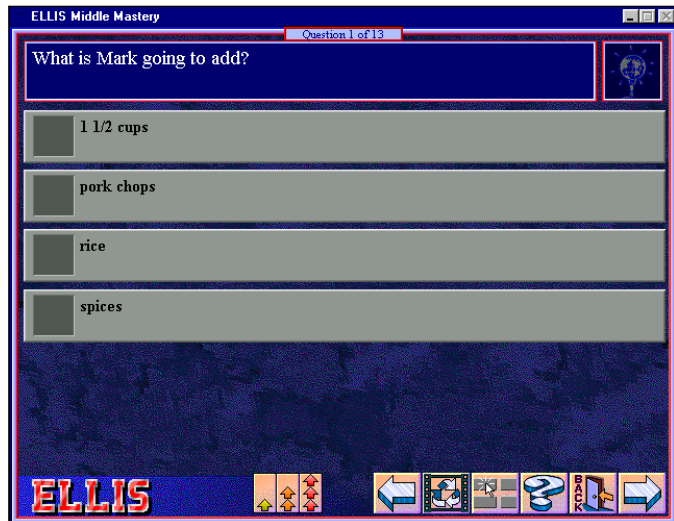 ELLIS Middle Mastery
Question 1 of 13
What is Mark going to add?
1 1/2 cups
pork chops
rice
spices
ELLIS
BACK